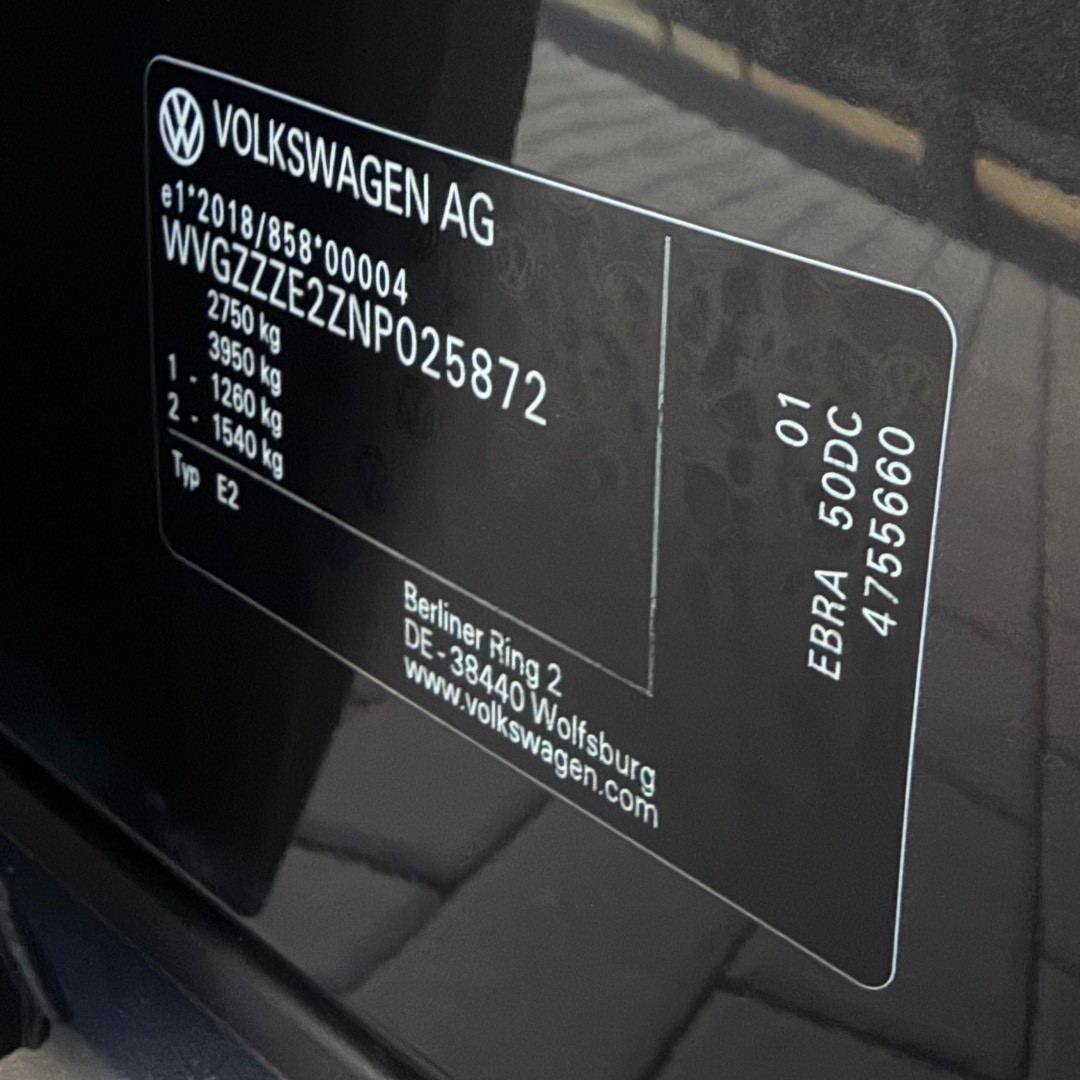 VOLKSWAGEN AG
e1*2018/858*00004
WVGZZZE2ZNP025872
2750 kg
3950 kg
1 - 1260 kg
2 - 1540 kg
Typ E2
Berliner Ring 2
DE-38440 Wolfsburg
www.volkswagen.com
01
EBRA 50DC
4755660